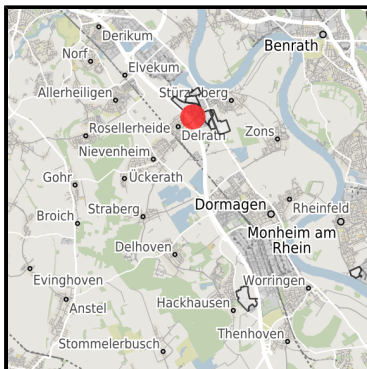 Derikum
Benrath
Norf
Elvekum
Allerheiligen
Stürzelberg
Rosellerheide
Delrath
Zons
Nievenheim
Gohr
Ückerath
Straberg
Dormagen
Rheinfeld
Broich
Monheim am
Rhein
Delhoven
Evinghoven
Worringen
Anstel
Hackhausen
Thenhoven
Stommelerbusch